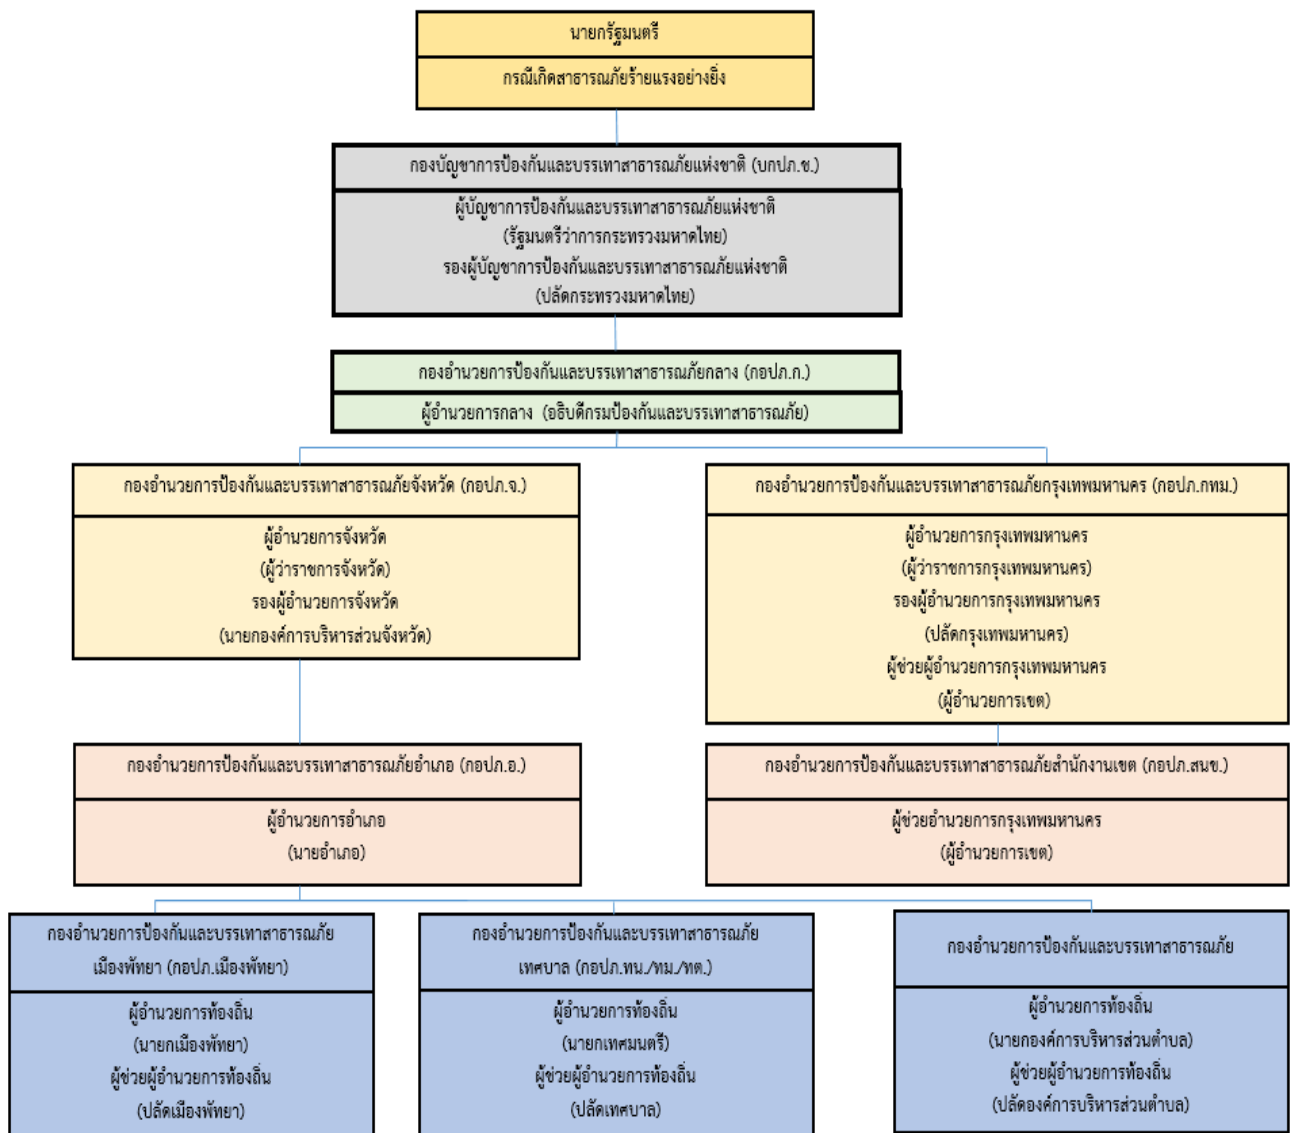 นายกรัฐมนตรี
กรณีเกิดสาธารณภัยร้ายแรงอย่างยิ่ง
กองบัญชาการป้องกันและบรรเทาสาธารณภัยแห่งชาติ (บกปภ.ช.)
ผู้บัญชาการป้องกันและบรรเทาสาธารณภัยแห่งชาติ
(รัฐมนตรีว่าการกระทรวงมหาดไทย)
รองผู้บัญชาการป้องกันและบรรเทาสาธารณภัยแห่งชาติ
(ปลัดกระทรวงมหาดไทย)
กองอำนวยการป้องกันและบรรเทาสาธารณภัยกลาง (กอปภ.ก.)
ผู้อำนวยการกลาง (อธิบดีกรมป้องกันและบรรเทาสาธารณภัย)
กองอำนวยการป้องกันและบรรเทาสาธารณภัยจังหวัด (กอปภ.จ.)
ผู้อำนวยการจังหวัด
(ผู้ว่าราชการจังหวัด)
รองผู้อำนวยการจังหวัด
(นายกองค์การบริหารส่วนจังหวัด)
กองอำนวยการป้องกันและบรรเทาสาธารณภัยกรุงเทพมหานคร (กอปภ.กทม.)
ผู้อำนวยการกรุงเทพมหานคร
(ผู้ว่าราชการกรุงเทพมหานคร)
รองผู้อำนวยการกรุงเทพมหานคร
(ปลัดกรุงเทพมหานคร)
ผู้ช่วยผู้อำนวยการกรุงเทพมหานคร
(ผู้อำนวยการเขต)
กองอำนวยการป้องกันและบรรเทาสาธารณภัยอำเภอ (กอปภ.อ.)
ผู้อำนวยการอำเภอ
(นายอำเภอ)
กองอำนวยการป้องกันและบรรเทาสาธารณภัยสำนักงานเขต (กอปภ.สนข.)
ผู้ช่วยอำนวยการกรุงเทพมหานคร
(ผู้อำนวยการเขต)
กองอำนวยการป้องกันและบรรเทาสาธารณภัย
เมืองพัทยา (กอปภ.เมืองพัทยา)
ผู้อำนวยการท้องถิ่น
(นายกเมืองพัทยา)
ผู้ช่วยผู้อำนวยการท้องถิ่น
(ปลัดเมืองพัทยา)
กองอำนวยการป้องกันและบรรเทาสาธารณภัย
เทศบาล (กอปภ.ทน./ทม./ทต.)
ผู้อำนวยการท้องถิ่น
(นายกเทศมนตรี)
ผู้ช่วยผู้อำนวยการท้องถิ่น
(ปลัดเทศบาล)
กองอำนวยการป้องกันและบรรเทาสาธารณภัย
ผู้อำนวยการท้องถิ่น
(นายกองค์การบริหารส่วนตำบล)
ผู้ช่วยผู้อำนวยการท้องถิ่น
(ปลัดองค์การบริหารส่วนตำบล)